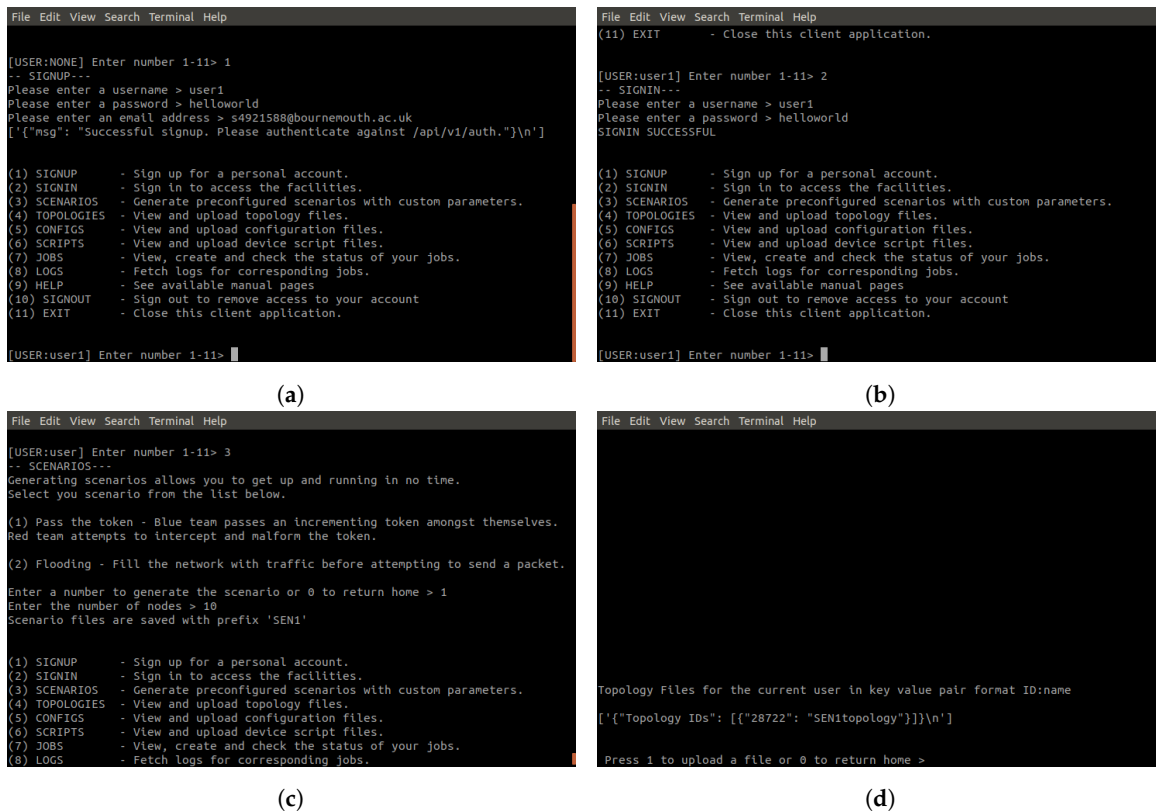 File Edit View Search Terminal Help
[USER:NONE] Enter number 1-11> 1
-- SIGNUP---
Please enter a username > user1
Please enter a password > helloworld
Please enter an email address > s4921588@bournemouth.ac.uk
['{"msg": "Successful signup. Please authenticate against /api/v1/auth."}\n']
(1) SIGNUP - Sign up for a personal account.
(2) SIGNIN - Sign in to access the facilities.
(3) SCENARIOS - Generate preconfigured scenarios with custom parameters.
(4) TOPOLOGIES - View and upload topology files.
(5) CONFIGS - View and upload configuration files.
(6) SCRIPTS - View and upload device script files.
(7) JOBS - View, create and check the status of your jobs.
(8) LOGS - Fetch logs for corresponding jobs.
(9) HELP - See available manual pages
(10) SIGNOUT - Sign out to remove access to your account
(11) EXIT - Close this client application.
[USER:user1] Enter number 1-11>
(a)
File Edit View Search Terminal Help
(11) EXIT - Close this client application.
[USER:user1] Enter number 1-11> 2
-- SIGNIN---
Please enter a username > user1
Please enter a password > helloworld
SIGNIN SUCCESSFUL
(1) SIGNUP - Sign up for a personal account.
(2) SIGNIN - Sign in to access the facilities.
(3) SCENARIOS - Generate preconfigured scenarios with custom parameters.
(4) TOPOLOGIES - View and upload topology files.
(5) CONFIGS - View and upload configuration files.
(6) SCRIPTS - View and upload device script files.
(7) JOBS - View, create and check the status of your jobs.
(8) LOGS - Fetch logs for corresponding jobs.
(9) HELP - See available manual pages
(10) SIGNOUT - Sign out to remove access to your account
(11) EXIT - Close this client application.
[USER:user1] Enter number 1-11>
(b)
File Edit View Search Terminal Help
[USER:user] Enter number 1-11> 3
-- SCENARIOS---
Generating scenarios allows you to get up and running in no time.
Select you scenario from the list below.
(1) Pass the token - Blue team passes an incrementing token amongst themselves.
Red team attempts to intercept and malform the token.
(2) Flooding - Fill the network with traffic before attempting to send a packet.
Enter a number to generate the scenario or 0 to return home > 1
Enter the number of nodes > 10
Scenario files are saved with prefix 'SEN1'
(1) SIGNUP - Sign up for a personal account.
(2) SIGNIN - Sign in to access the facilities.
(3) SCENARIOS - Generate preconfigured scenarios with custom parameters.
(4) TOPOLOGIES - View and upload topology files.
(5) CONFIGS - View and upload configuration files.
(6) SCRIPTS - View and upload device script files.
(7) JOBS - View, create and check the status of your jobs.
(8) LOGS - Fetch logs for corresponding jobs.
(c)
File Edit View Search Terminal Help
Topology Files for the current user in key value pair format ID:name
['{"Topology IDs": [{"28722": "SEN1topology"}]}\n']
Press 1 to upload a file or 0 to return home >
(d)